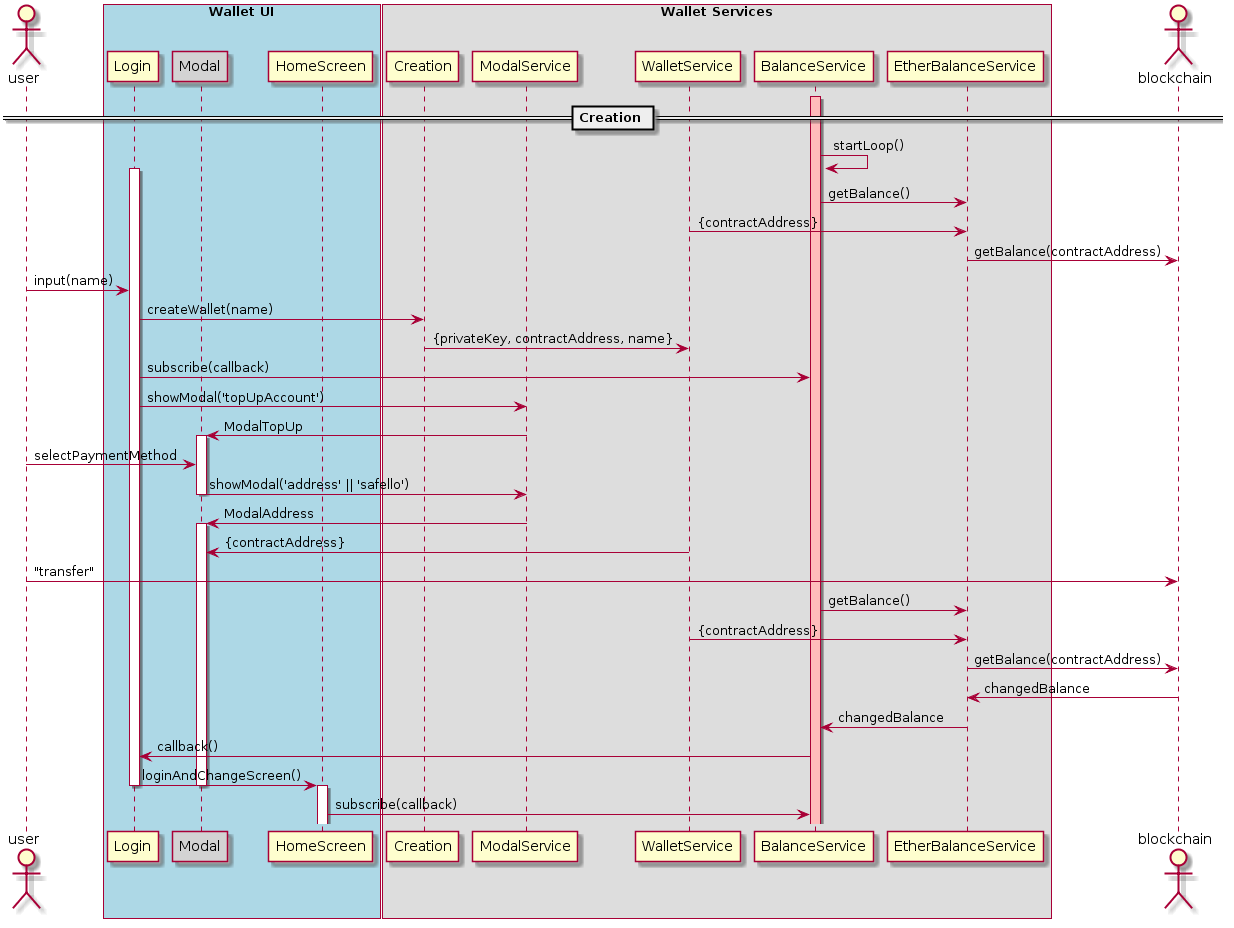 Wallet UI
Wallet Services
user
Login
Modal
HomeScreen
Creation
ModalService
WalletService
BalanceService
EtherBalanceService
blockchain
Creation
startLoop()
getBalance()
{contractAddress}
getBalance(contractAddress)
input(name)
createWallet(name)
{privateKey, contractAddress, name}
subscribe(callback)
showModal('topUpAccount')
ModalTopUp
selectPaymentMethod
showModal('address' || 'safello')
ModalAddress
{contractAddress}
"transfer"
getBalance()
{contractAddress}
getBalance(contractAddress)
changedBalance
changedBalance
callback()
loginAndChangeScreen()
subscribe(callback)
user
Login
Modal
HomeScreen
Creation
ModalService
WalletService
BalanceService
EtherBalanceService
blockchain